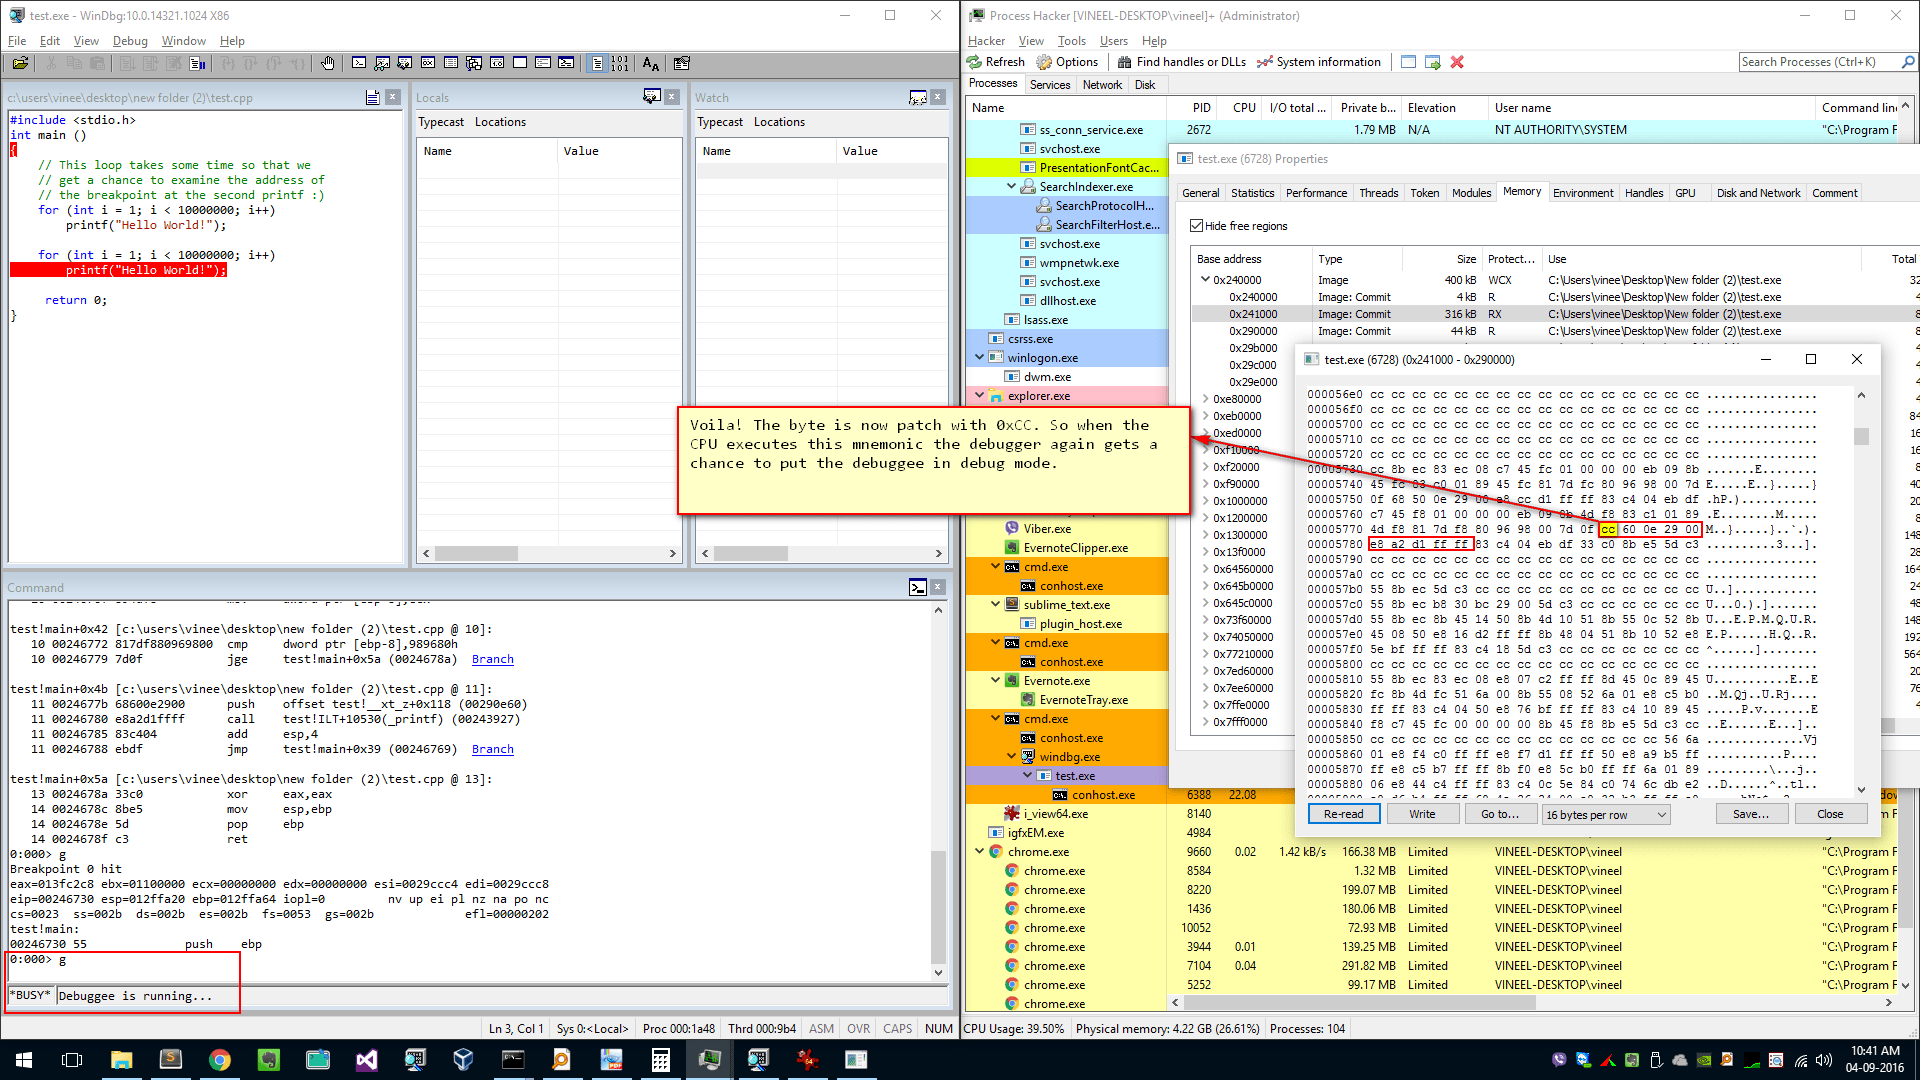 test.exe - WinDbg:10.0.14321.1024 X86
File Edit View Debug Window Help
c:\users\vinee\desktop\new folder (2)\test.cpp
#include <stdio.h>
int main ()
{
// This loop takes some time so that we
// get a chance to examine the address of
// the breakpoint at the second printf :)
for (int i = 1; i < 10000000; i++)
printf("Hello World!");
for (int i = 1; i < 10000000; i++)
printf("Hello World!");
return 0;
}
Locals
Typecast Locations
Name Value
Watch
Typecast Locations
Name Value
Voila! The byte is now patch with 0xCC. So when the
CPU executes this mnemonic the debugger again gets a
chance to put the debuggee in debug mode.
Command
test!main+0x42 [c:\users\vinee\desktop\new folder (2)\test.cpp @ 10]:
10 00246772 817df880969800 cmp dword ptr [ebp-8],989680h
10 00246779 7d0f jge test!main+0x5a (0024678a) Branch
test!main+0x4b [c:\users\vinee\desktop\new folder (2)\test.cpp @ 11]:
11 0024677b 68600e2900 push offset test!__xt_z+0x118 (00290e60)
11 00246780 e8a2d1ffff call test!ILT+10530(_printf) (00243927)
11 00246785 83c404 add esp,4
11 00246788 ebdf jmp test!main+0x39 (00246769) Branch
test!main+0x5a [c:\users\vinee\desktop\new folder (2)\test.cpp @ 13]:
13 0024678a 33c0 xor eax,eax
14 0024678c 8be5 mov esp,ebp
14 0024678e 5d pop ebp
14 0024678f c3 ret
0:000> g
Breakpoint 0 hit
eax=013fc2c8 ebx=01100000 ecx=00000000 edx=00000000 esi=0029ccc4 edi=0029ccc8
eip=00246730 esp=012ffa20 ebp=012ffa64 iopl=0 nv up ei pl nz na po nc
cs=0023 ss=002b ds=002b es=002b fs=0053 gs=002b efl=00000202
test!main:
00246730 55 push ebp
0:000> g
*BUSY* Debuggee is running...
Ln 3, Col 1 Sys 0:<Local> Proc 000:1a48 Thrd 000:9b4 ASM OVR CAPS NUM
Process Hacker [VINEEL-DESKTOP\vineel]+ (Administrator)
Hacker View Tools Users Help
Refresh Options Find handles or DLLs System information Search Processes (Ctrl+K)
Processes Services Network Disk
Name PID CPU I/O total ... Private b... Elevation User name Command line
ss_conn_service.exe 2672 1.79 MB N/A NT AUTHORITY\SYSTEM "C:\Program F
svchost.exe
PresentationFontCac...
SearchIndexer.exe
SearchProtocolH...
SearchFilterHost.e...
svchost.exe
wmpnetwk.exe
svchost.exe
dllhost.exe
lsass.exe
csrss.exe
winlogon.exe
dwm.exe
explorer.exe
Viber.exe
EvernoteClipper.exe
cmd.exe
conhost.exe
sublime_text.exe
plugin_host.exe
cmd.exe
conhost.exe
Evernote.exe
EvernoteTray.exe
cmd.exe
conhost.exe
windbg.exe
test.exe
conhost.exe 6388 22.08
i_view64.exe 8140
igfxEM.exe 4984
chrome.exe 9660 0.02 1.42 kB/s 166.38 MB Limited VINEEL-DESKTOP\vineel "C:\Program F
chrome.exe 8584 1.32 MB Limited VINEEL-DESKTOP\vineel "C:\Program F
chrome.exe 8220 199.07 MB Limited VINEEL-DESKTOP\vineel "C:\Program F
chrome.exe 1436 180.06 MB Limited VINEEL-DESKTOP\vineel "C:\Program F
chrome.exe 10052 72.93 MB Limited VINEEL-DESKTOP\vineel "C:\Program F
chrome.exe 3944 0.01 139.25 MB Limited VINEEL-DESKTOP\vineel "C:\Program F
chrome.exe 7104 0.04 291.82 MB Limited VINEEL-DESKTOP\vineel "C:\Program F
chrome.exe 5252 99.17 MB Limited VINEEL-DESKTOP\vineel "C:\Program F
chrome.exe
CPU Usage: 39.50% Physical memory: 4.22 GB (26.61%) Processes: 104
test.exe (6728) Properties
General Statistics Performance Threads Token Modules Memory Environment Handles GPU Disk and Network Comment
Hide free regions
Base address Type Size Protect... Use Total
0x240000 Image 400 kB WCX C:\Users\vinee\Desktop\New folder (2)\test.exe 32
0x240000 Image: Commit 4 kB R C:\Users\vinee\Desktop\New folder (2)\test.exe
0x241000 Image: Commit 316 kB RX C:\Users\vinee\Desktop\New folder (2)\test.exe
0x290000 Image: Commit 44 kB R C:\Users\vinee\Desktop\New folder (2)\test.exe
0x29b000
0x29c000
0x29e000
0xe80000
0xeb0000
0xed0000
0xf10000
0xf20000
0xf90000
0x1000000
0x1200000
0x1300000
0x13f0000
0x64560000
0x645b0000
0x645c0000
0x73f60000
0x74050000
0x77210000
0x7ed60000
0x7ee60000
0x7ffe0000
0x7fff0000
test.exe (6728) (0x241000 - 0x290000)
000056e0 cc cc cc cc cc cc cc cc cc cc cc cc cc cc cc cc ................
000056f0 cc cc cc cc cc cc cc cc cc cc cc cc cc cc cc cc ................
00005700 cc cc cc cc cc cc cc cc cc cc cc cc cc cc cc cc ................
00005710 cc cc cc cc cc cc cc cc cc cc cc cc cc cc cc cc ................
00005720 cc cc cc cc cc cc cc cc cc cc cc cc cc cc cc cc ................
00005730 cc 8b ec 83 ec 08 c7 45 fc 01 00 00 00 eb 09 8b .......E........
00005740 45 fc 83 c0 01 89 45 fc 81 7d fc 80 96 98 00 7d E.....E..}.....}
00005750 0f 68 50 0e 29 00 e8 cc d1 ff ff 83 c4 04 eb df .hP.)...........
00005760 c7 45 f8 01 00 00 00 eb 09 8b 4d f8 83 c1 01 89 .E........M.....
00005770 4d f8 81 7d f8 80 96 98 00 7d 0f cc 60 0e 29 00 M..}.....}..`.).
00005780 e8 a2 d1 ff ff 83 c4 04 eb df 33 c0 8b e5 5d c3 ..........3...].
00005790 cc cc cc cc cc cc cc cc cc cc cc cc cc cc cc cc ................
000057a0 cc cc cc cc cc cc cc cc cc cc cc cc cc cc cc cc ................
000057b0 55 8b ec 5d c3 cc cc cc cc cc cc cc cc cc cc cc U..]............
000057c0 55 8b ec b8 30 bc 29 00 5d c3 cc cc cc cc cc cc U...0.).].......
000057d0 55 8b ec 8b 45 14 50 8b 4d 10 51 8b 55 0c 52 8b U...E.P.M.Q.U.R.
000057e0 45 08 50 e8 16 d2 ff ff 8b 48 04 51 8b 10 52 e8 E.P......H.Q..R.
000057f0 5e bf ff ff 83 c4 18 5d c3 cc cc cc cc cc cc cc ^......]........
00005800 cc cc cc cc cc cc cc cc cc cc cc cc cc cc cc cc ................
00005810 55 8b ec 83 ec 08 e8 07 c2 ff ff 8d 45 0c 89 45 U...........E..E
00005820 fc 8b 4d fc 51 6a 00 8b 55 08 52 6a 01 e8 c5 b0 ..M.Qj..U.Rj....
00005830 ff ff 83 c4 04 50 e8 76 bf ff ff 83 c4 10 89 45 .....P.v.......E
00005840 f8 c7 45 fc 00 00 00 00 8b 45 f8 8b e5 5d c3 cc ..E......E...]..
00005850 cc cc cc cc cc cc cc cc cc cc cc cc cc cc 56 6a ..............Vj
00005860 01 e8 f4 c0 ff ff e8 f7 d1 ff ff 50 e8 a9 b5 ff ...........P....
00005870 ff e8 c5 b7 ff ff 8b f0 e8 5c b0 ff ff 6a 01 89 .........\...j..
00005880 06 e8 44 c4 ff ff 83 c4 0c 5e 84 c0 74 6c db e2 ..D......^..tl..
Re-read Write Go to... 16 bytes per row Save... Close
10:41 AM
04-09-2016